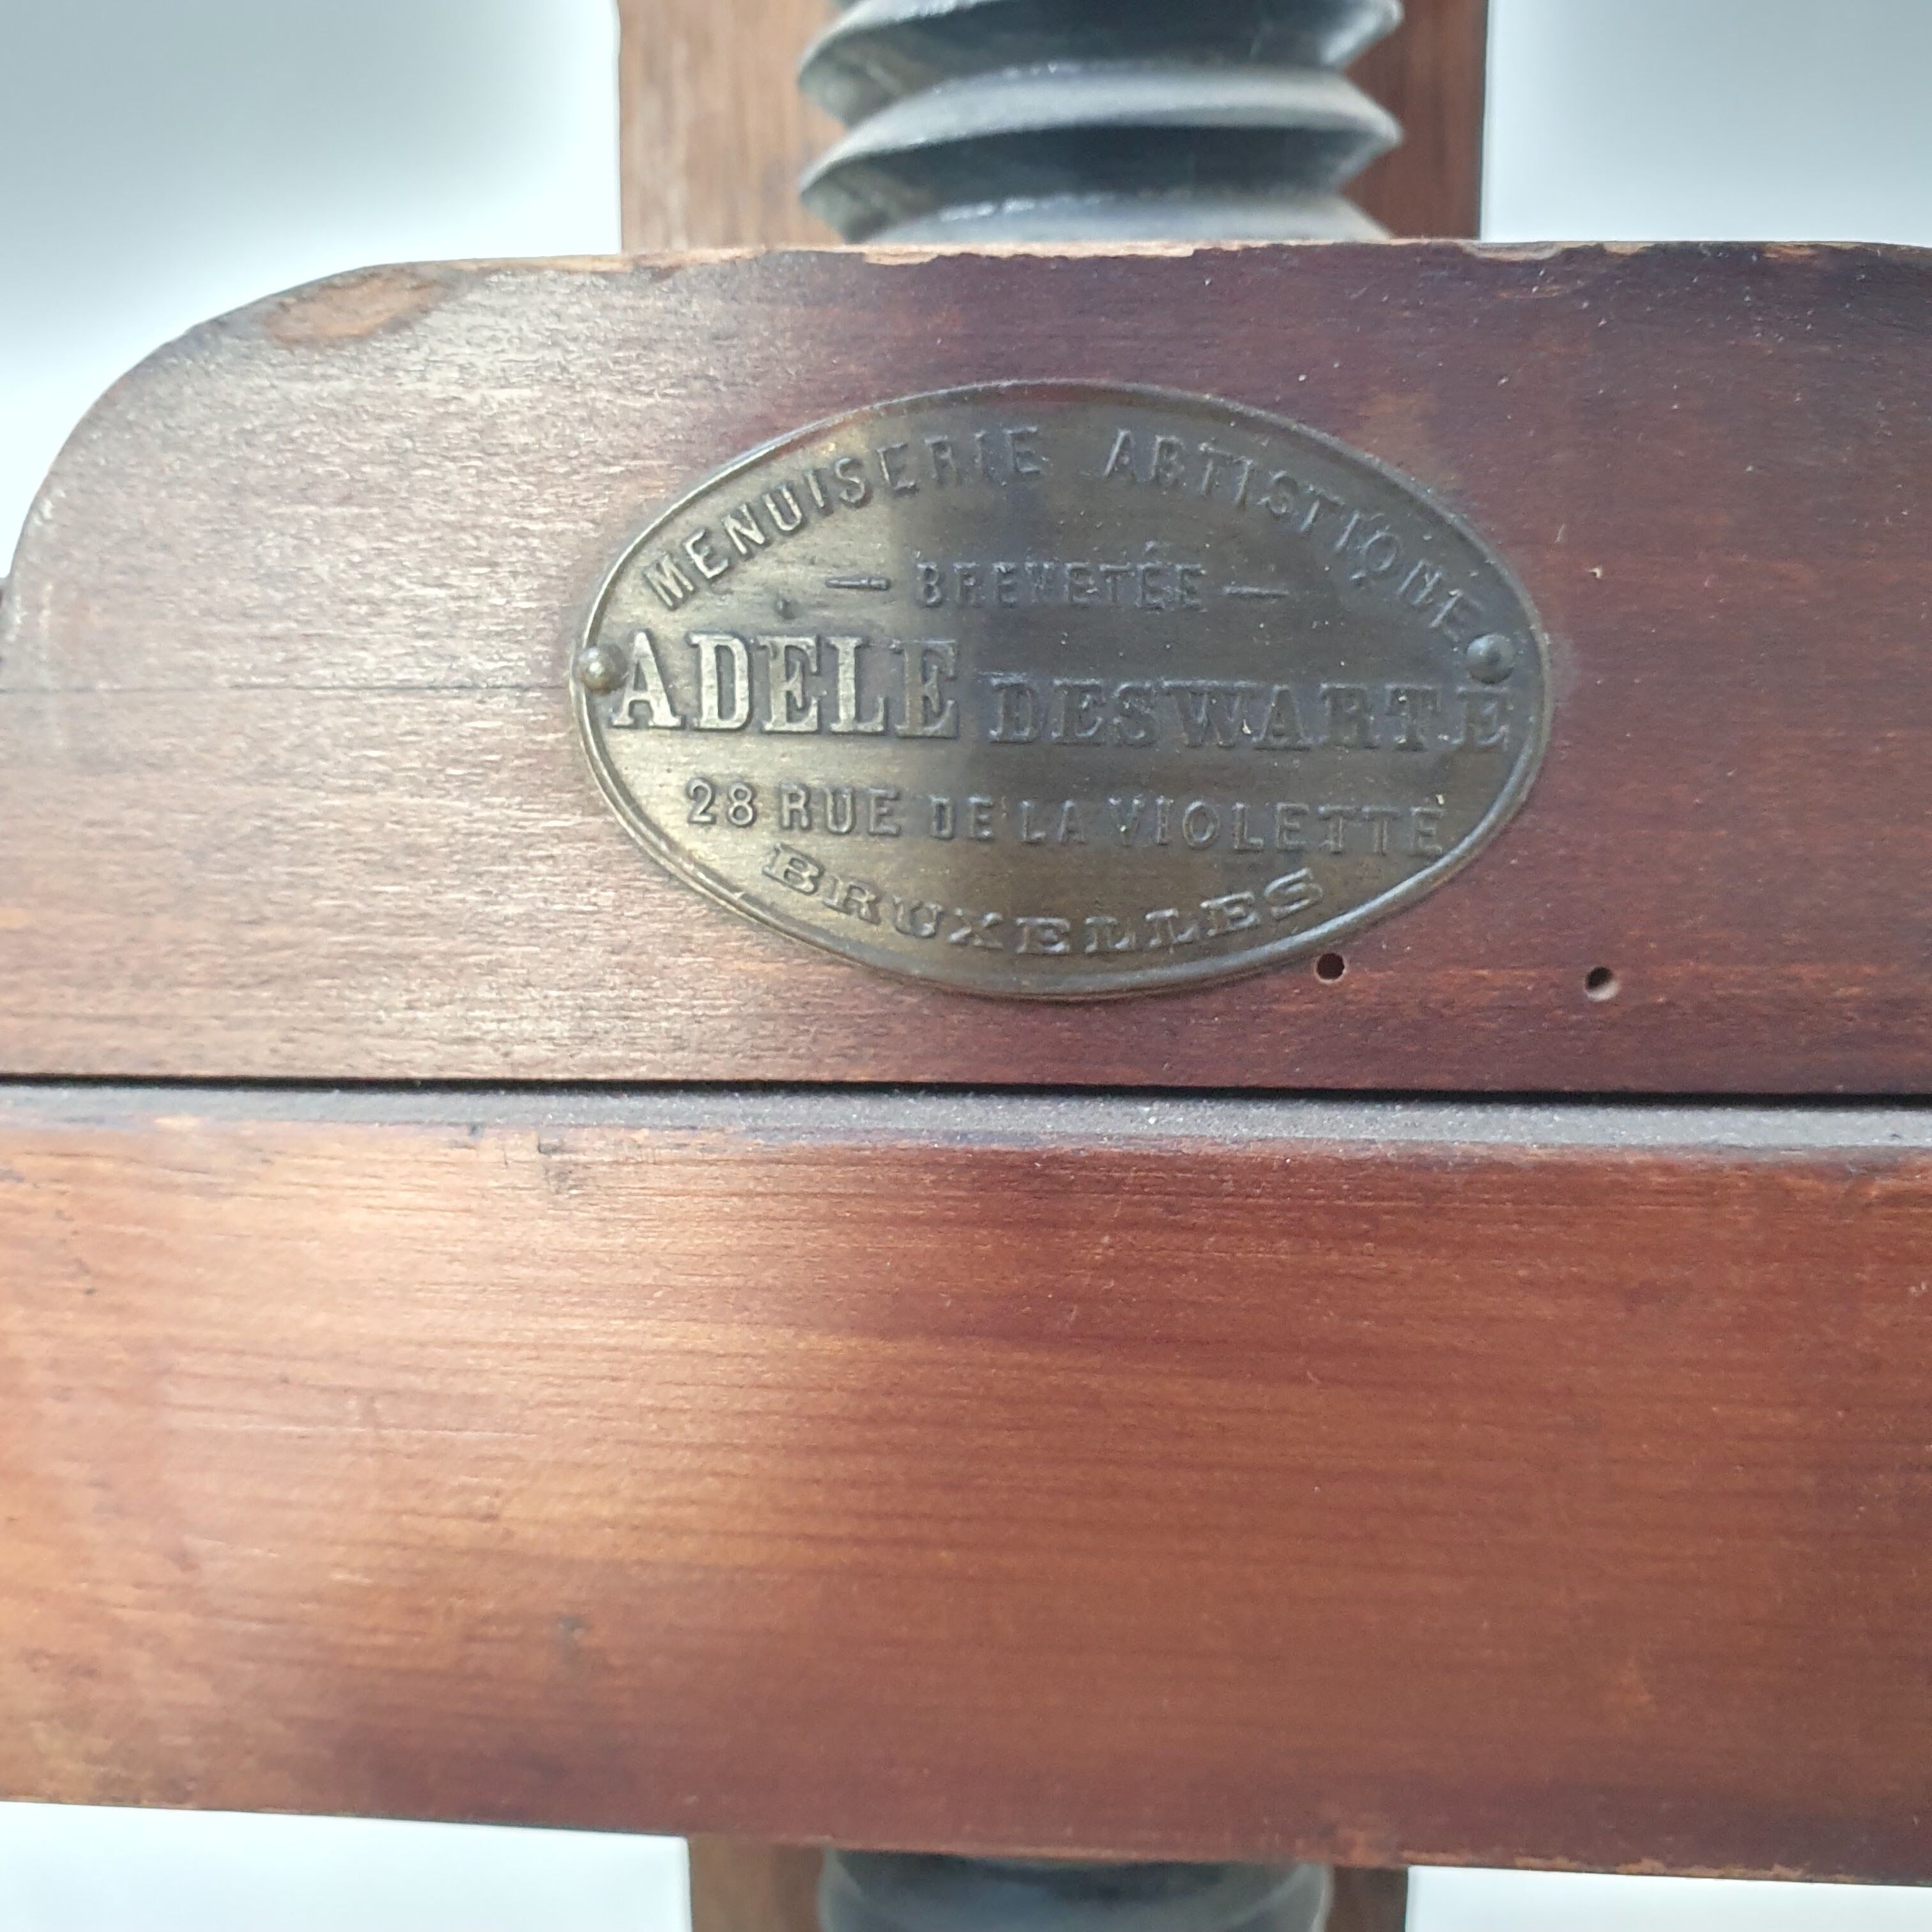 MENUISERIE ARTISTIQUE
— BREVETÉE —
ADÈLE DESWARTE
28 RUE DE LA VIOLETTE
BRUXELLES